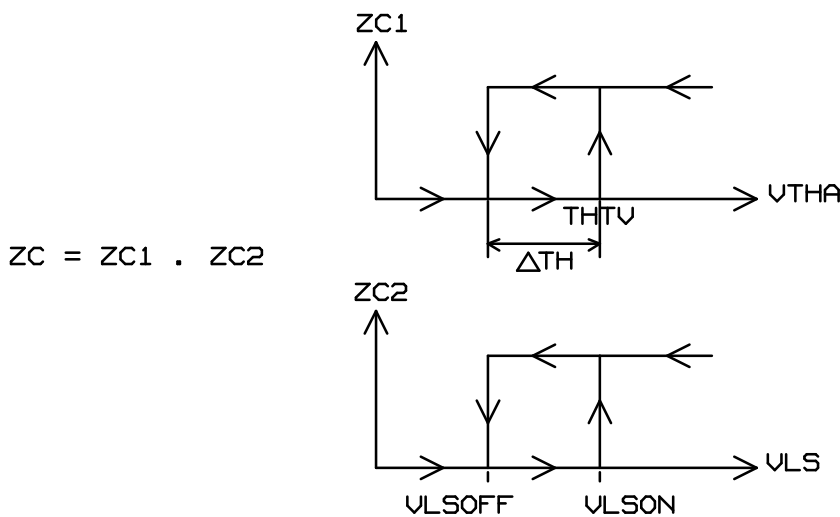 ZC1
VTHA
THTV
ΔTH
ZC = ZC1 . ZC2
ZC2
VLS
VLSOFF VLSON